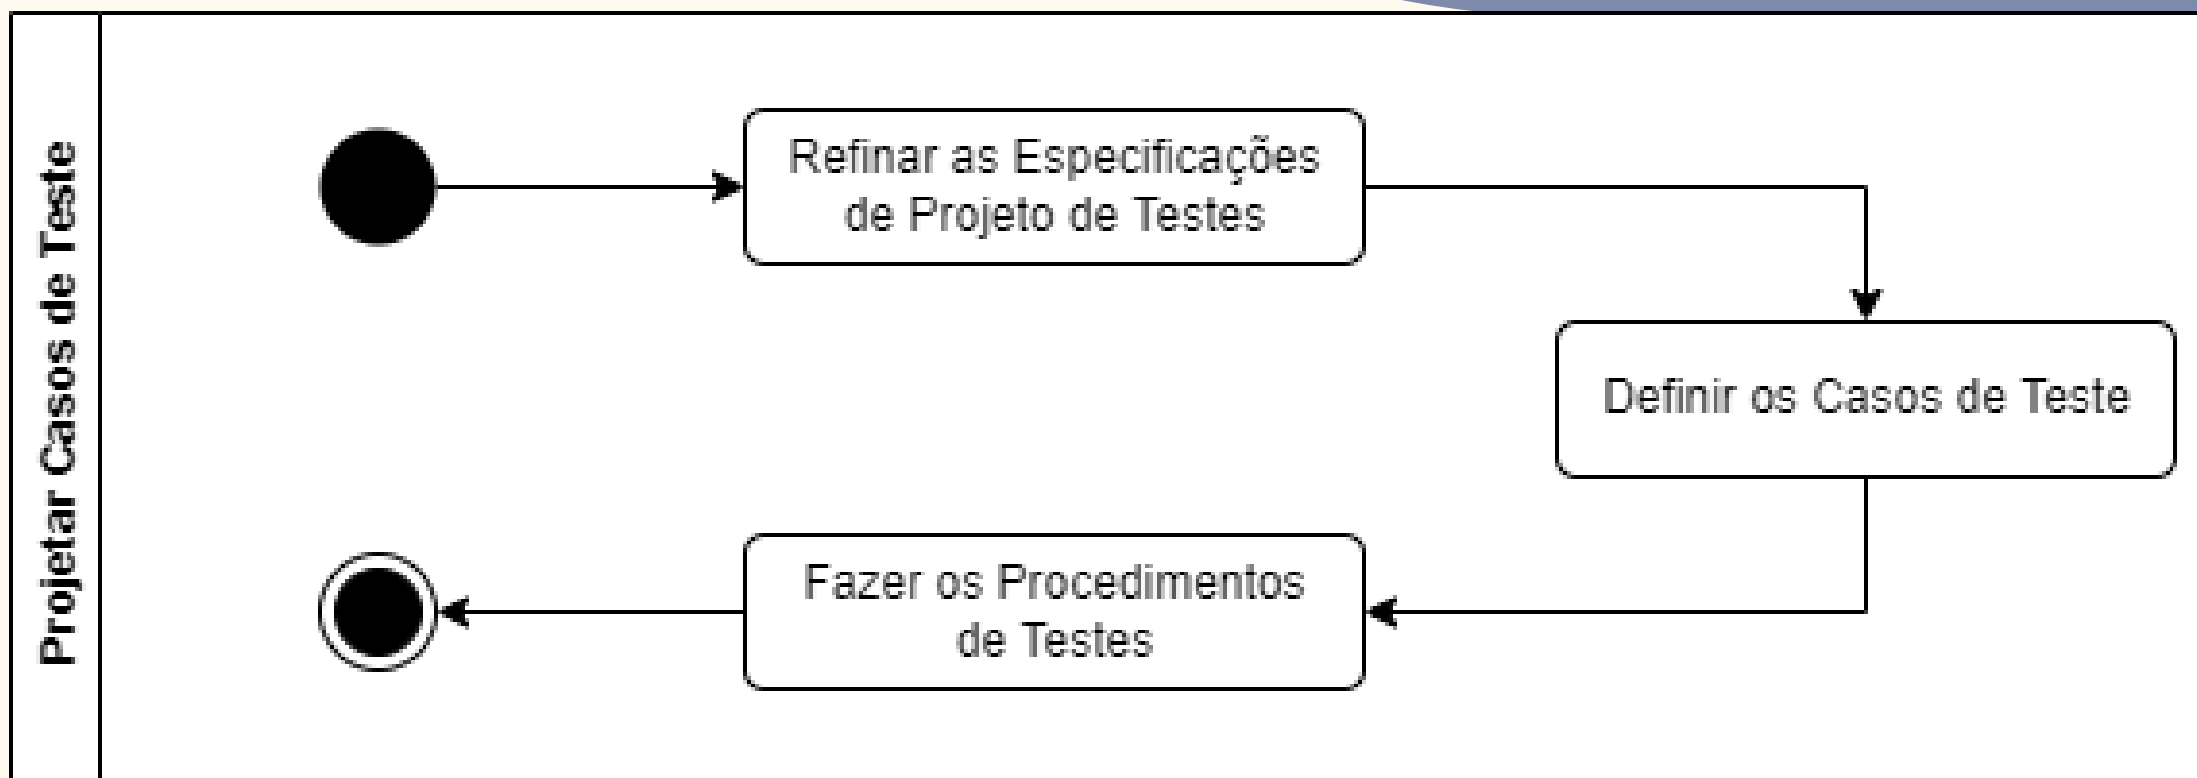 Projetar Casos de Teste
Refinar as Especificações
de Projeto de Testes
Definir os Casos de Teste
Fazer os Procedimentos
de Testes